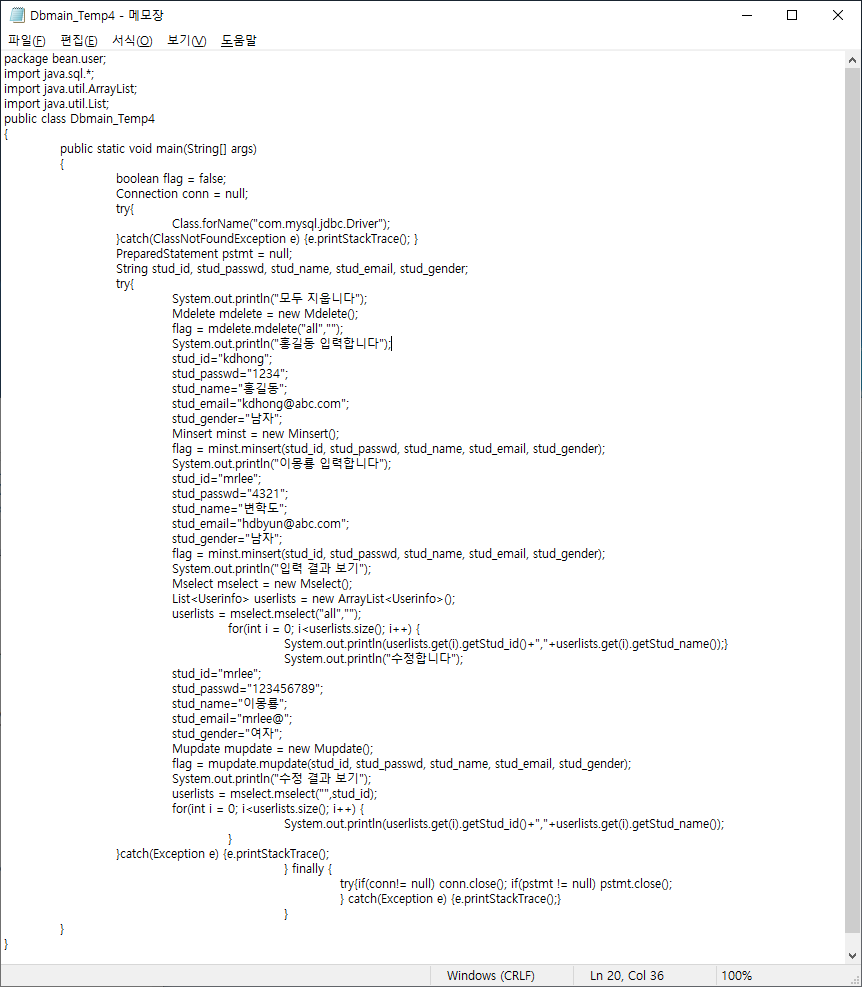 Dbmain_Temp4 - 메모장
파일(F) 편집(E) 서식(O) 보기(V) 도움말
package bean.user;
import java.sql.*;
import java.util.ArrayList;
import java.util.List;
public class Dbmain_Temp4
{
public static void main(String[] args)
{
boolean flag = false;
Connection conn = null;
try{
Class.forName("com.mysql.jdbc.Driver");
}catch(ClassNotFoundException e) {e.printStackTrace(); }
PreparedStatement pstmt = null;
String stud_id, stud_passwd, stud_name, stud_email, stud_gender;
try{
System.out.println("모두 지웁니다");
Mdelete mdelete = new Mdelete();
flag = mdelete.mdelete("all","");
System.out.println("홍길동 입력합니다");
stud_id="kdhong";
stud_passwd="1234";
stud_name="홍길동";
stud_email="kdhong@abc.com";
stud_gender="남자";
Minsert minst = new Minsert();
flag = minst.minsert(stud_id, stud_passwd, stud_name, stud_email, stud_gender);
System.out.println("이몽룡 입력합니다");
stud_id="mrlee";
stud_passwd="4321";
stud_name="변학도";
stud_email="hdbyun@abc.com";
stud_gender="남자";
flag = minst.minsert(stud_id, stud_passwd, stud_name, stud_email, stud_gender);
System.out.println("입력 결과 보기");
Mselect mselect = new Mselect();
List<Userinfo> userlists = new ArrayList<Userinfo>();
userlists = mselect.mselect("all","");
for(int i = 0; i<userlists.size(); i++) {
System.out.println(userlists.get(i).getStud_id()+","+userlists.get(i).getStud_name());}
System.out.println("수정합니다");
stud_id="mrlee";
stud_passwd="123456789";
stud_name="이몽룡";
stud_email="mrlee@";
stud_gender="여자";
Mupdate mupdate = new Mupdate();
flag = mupdate.mupdate(stud_id, stud_passwd, stud_name, stud_email, stud_gender);
System.out.println("수정 결과 보기");
userlists = mselect.mselect("",stud_id);
for(int i = 0; i<userlists.size(); i++) {
System.out.println(userlists.get(i).getStud_id()+","+userlists.get(i).getStud_name());
}
}catch(Exception e) {e.printStackTrace();
} finally {
try{if(conn!= null) conn.close(); if(pstmt != null) pstmt.close();
} catch(Exception e) {e.printStackTrace();}
}
}
}
Windows (CRLF) Ln 20, Col 36 100%